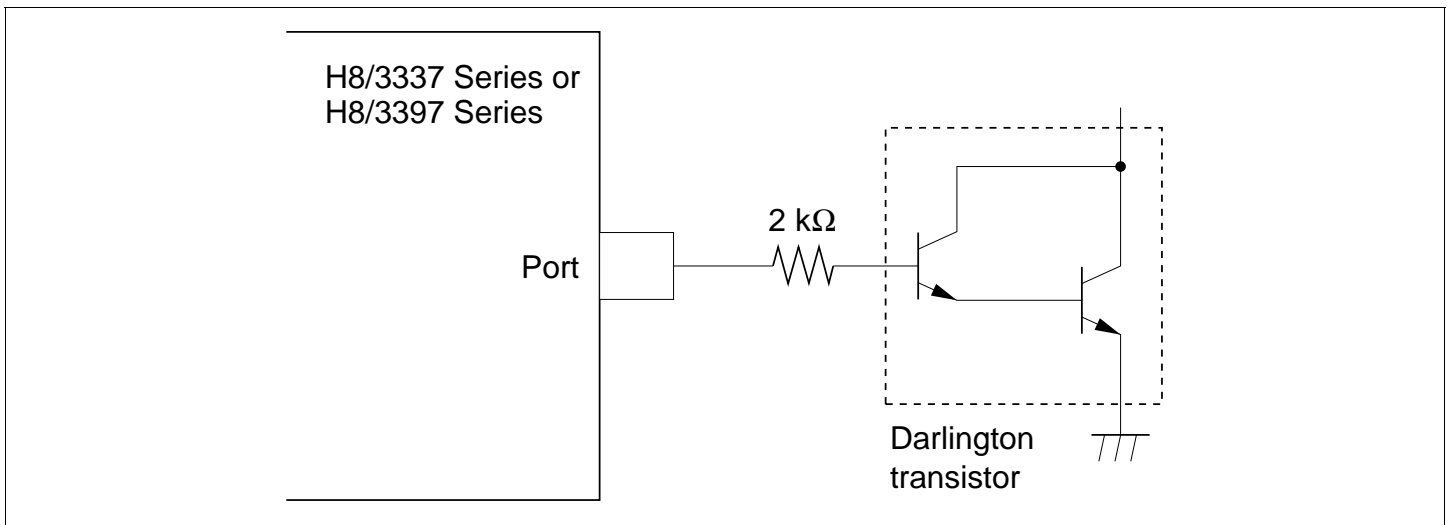 H8/3337 Series or
H8/3397 Series
2 kΩ
Port
Darlington
transistor